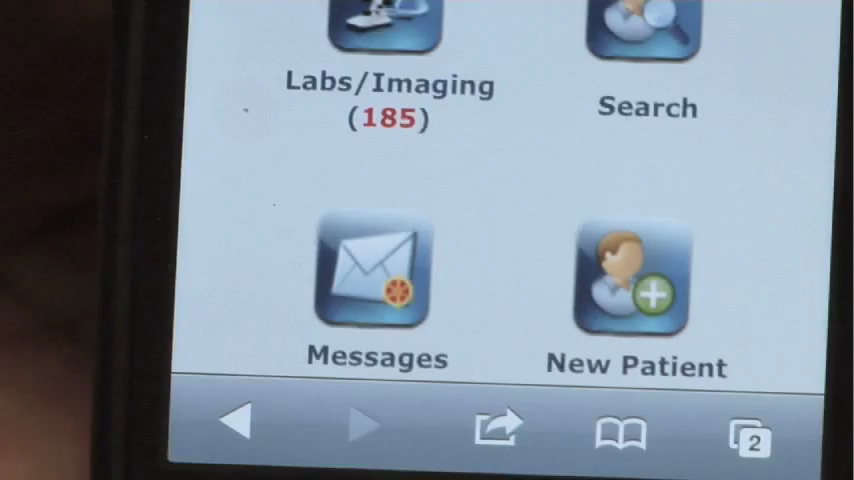 Labs/Imaging
(185)
Search
Messages
New Patient
2